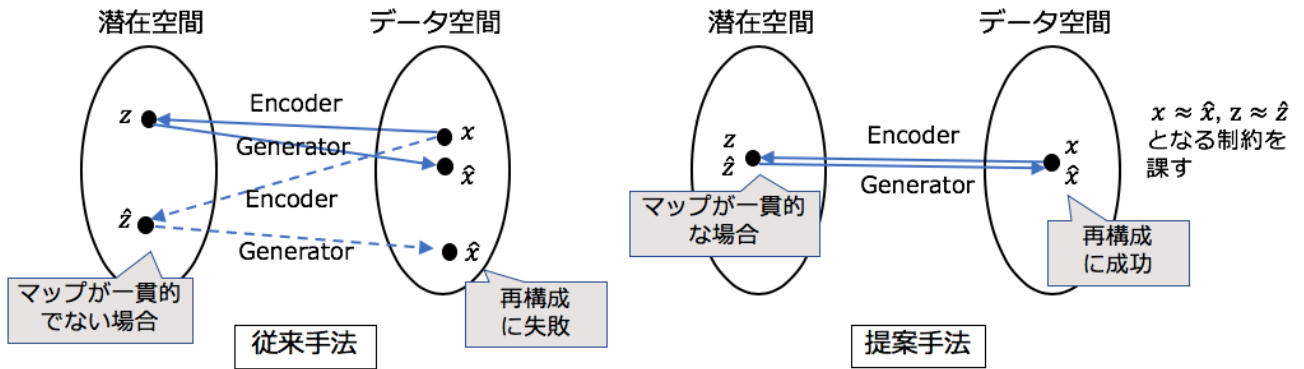 潜在空間
データ空間
z
Encoder
x
Generator
x̂
Encoder
ẑ
Generator
x̂
マップが一貫的
でない場合
再構成
に失敗
従来手法
潜在空間
データ空間
z
ẑ
Encoder
Generator
x
x̂
マップが一貫的
な場合
再構成
に成功
x ≈ x̂, z ≈ ẑ
となる制約を
課す
提案手法